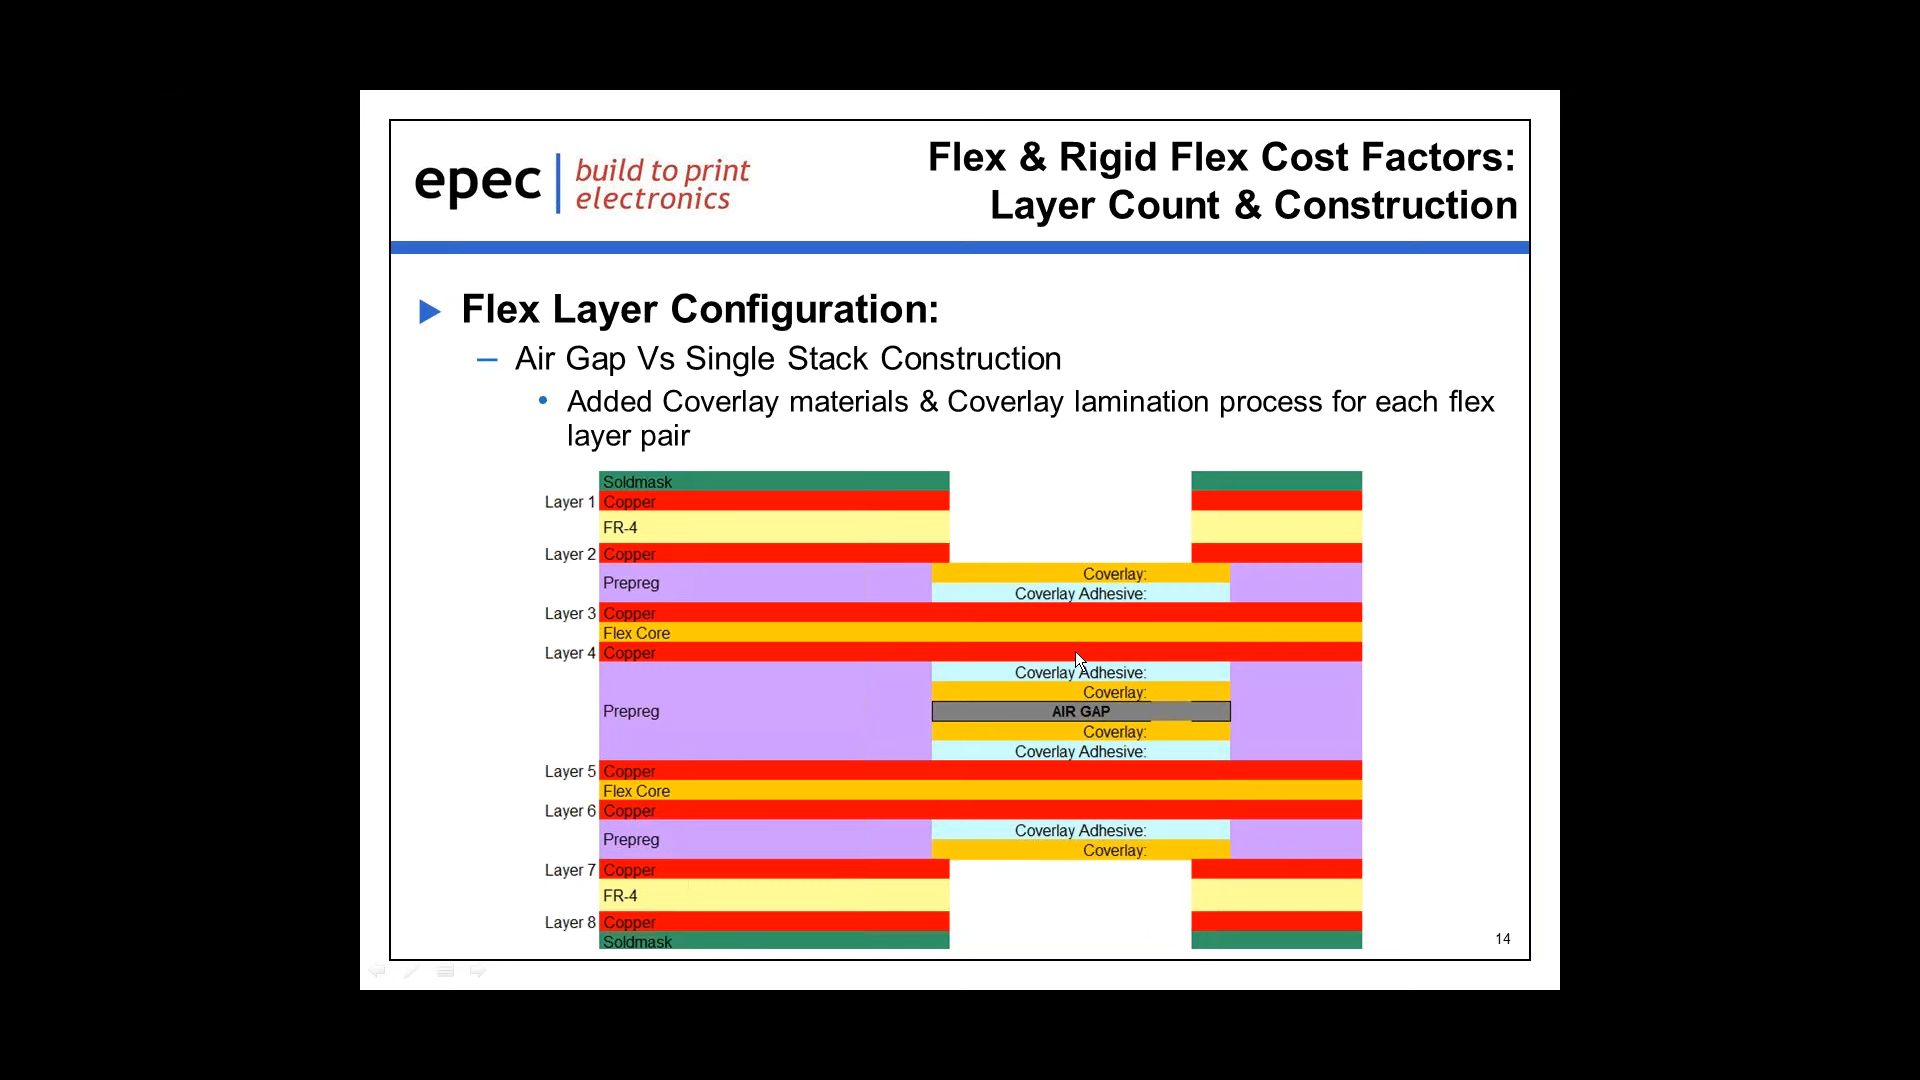 epec
build to print
electronics
Flex & Rigid Flex Cost Factors:
Layer Count & Construction
Flex Layer Configuration:
– Air Gap Vs Single Stack Construction
• Added Coverlay materials & Coverlay lamination process for each flex
layer pair
Soldmask
Layer 1 Copper
FR-4
Layer 2 Copper
Coverlay:
Prepreg
Coverlay Adhesive:
Layer 3 Copper
Flex Core
Layer 4 Copper
Coverlay Adhesive:
Coverlay:
Prepreg AIR GAP
Coverlay:
Coverlay Adhesive:
Layer 5 Copper
Flex Core
Layer 6 Copper
Coverlay Adhesive:
Prepreg
Coverlay:
Layer 7 Copper
FR-4
Layer 8 Copper
Soldmask
14